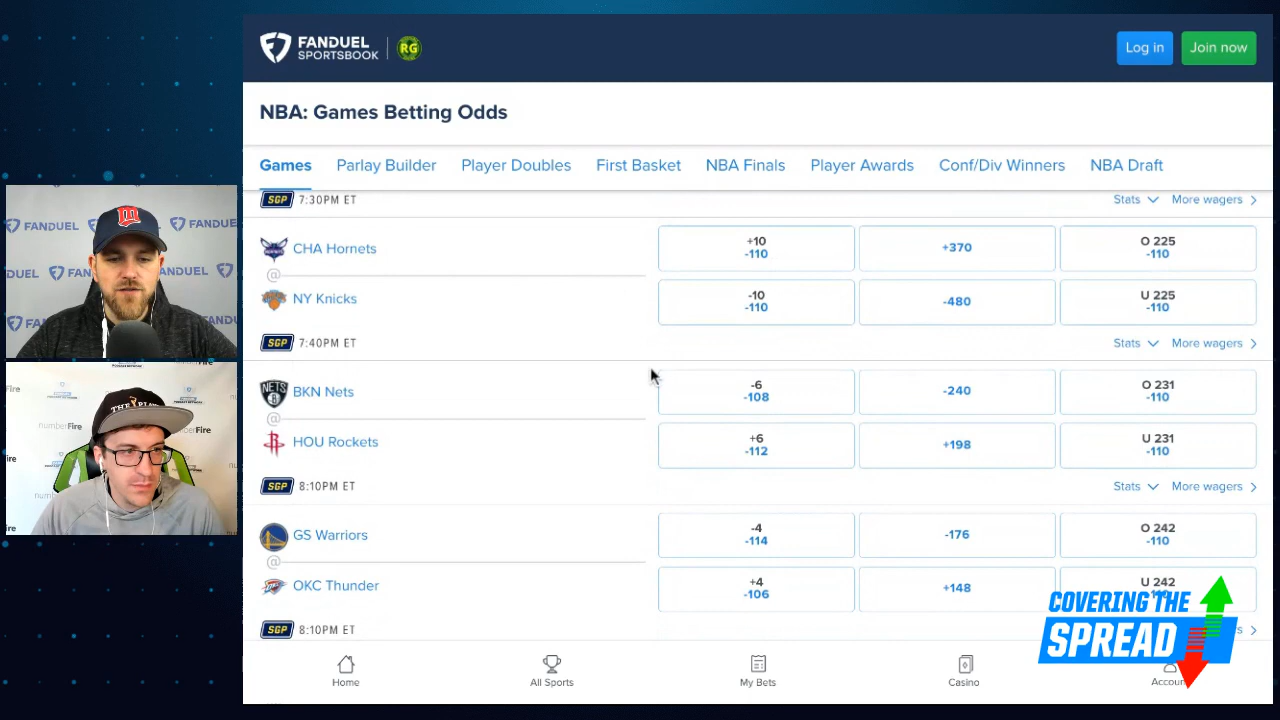 FANDUEL
SPORTSBOOK
RG
Log in
Join now
NBA: Games Betting Odds
Games Parlay Builder Player Doubles First Basket NBA Finals Player Awards Conf/Div Winners NBA Draft
SGP 7:30PM ET Stats More wagers
CHA Hornets
+10
-110
+370
O 225
-110
@
NY Knicks
-10
-110
-480
U 225
-110
SGP 7:40PM ET Stats More wagers
BKN Nets
-6
-108
-240
O 231
-110
@
HOU Rockets
+6
-112
+198
U 231
-110
SGP 8:10PM ET Stats More wagers
GS Warriors
-4
-114
-176
O 242
-110
@
OKC Thunder
+4
-106
+148
U 242
SGP 8:10PM ET
COVERING THE
SPREAD
Home All Sports My Bets Casino
FANDUEL
FANDUEL
THE PLAYERS
numberFire